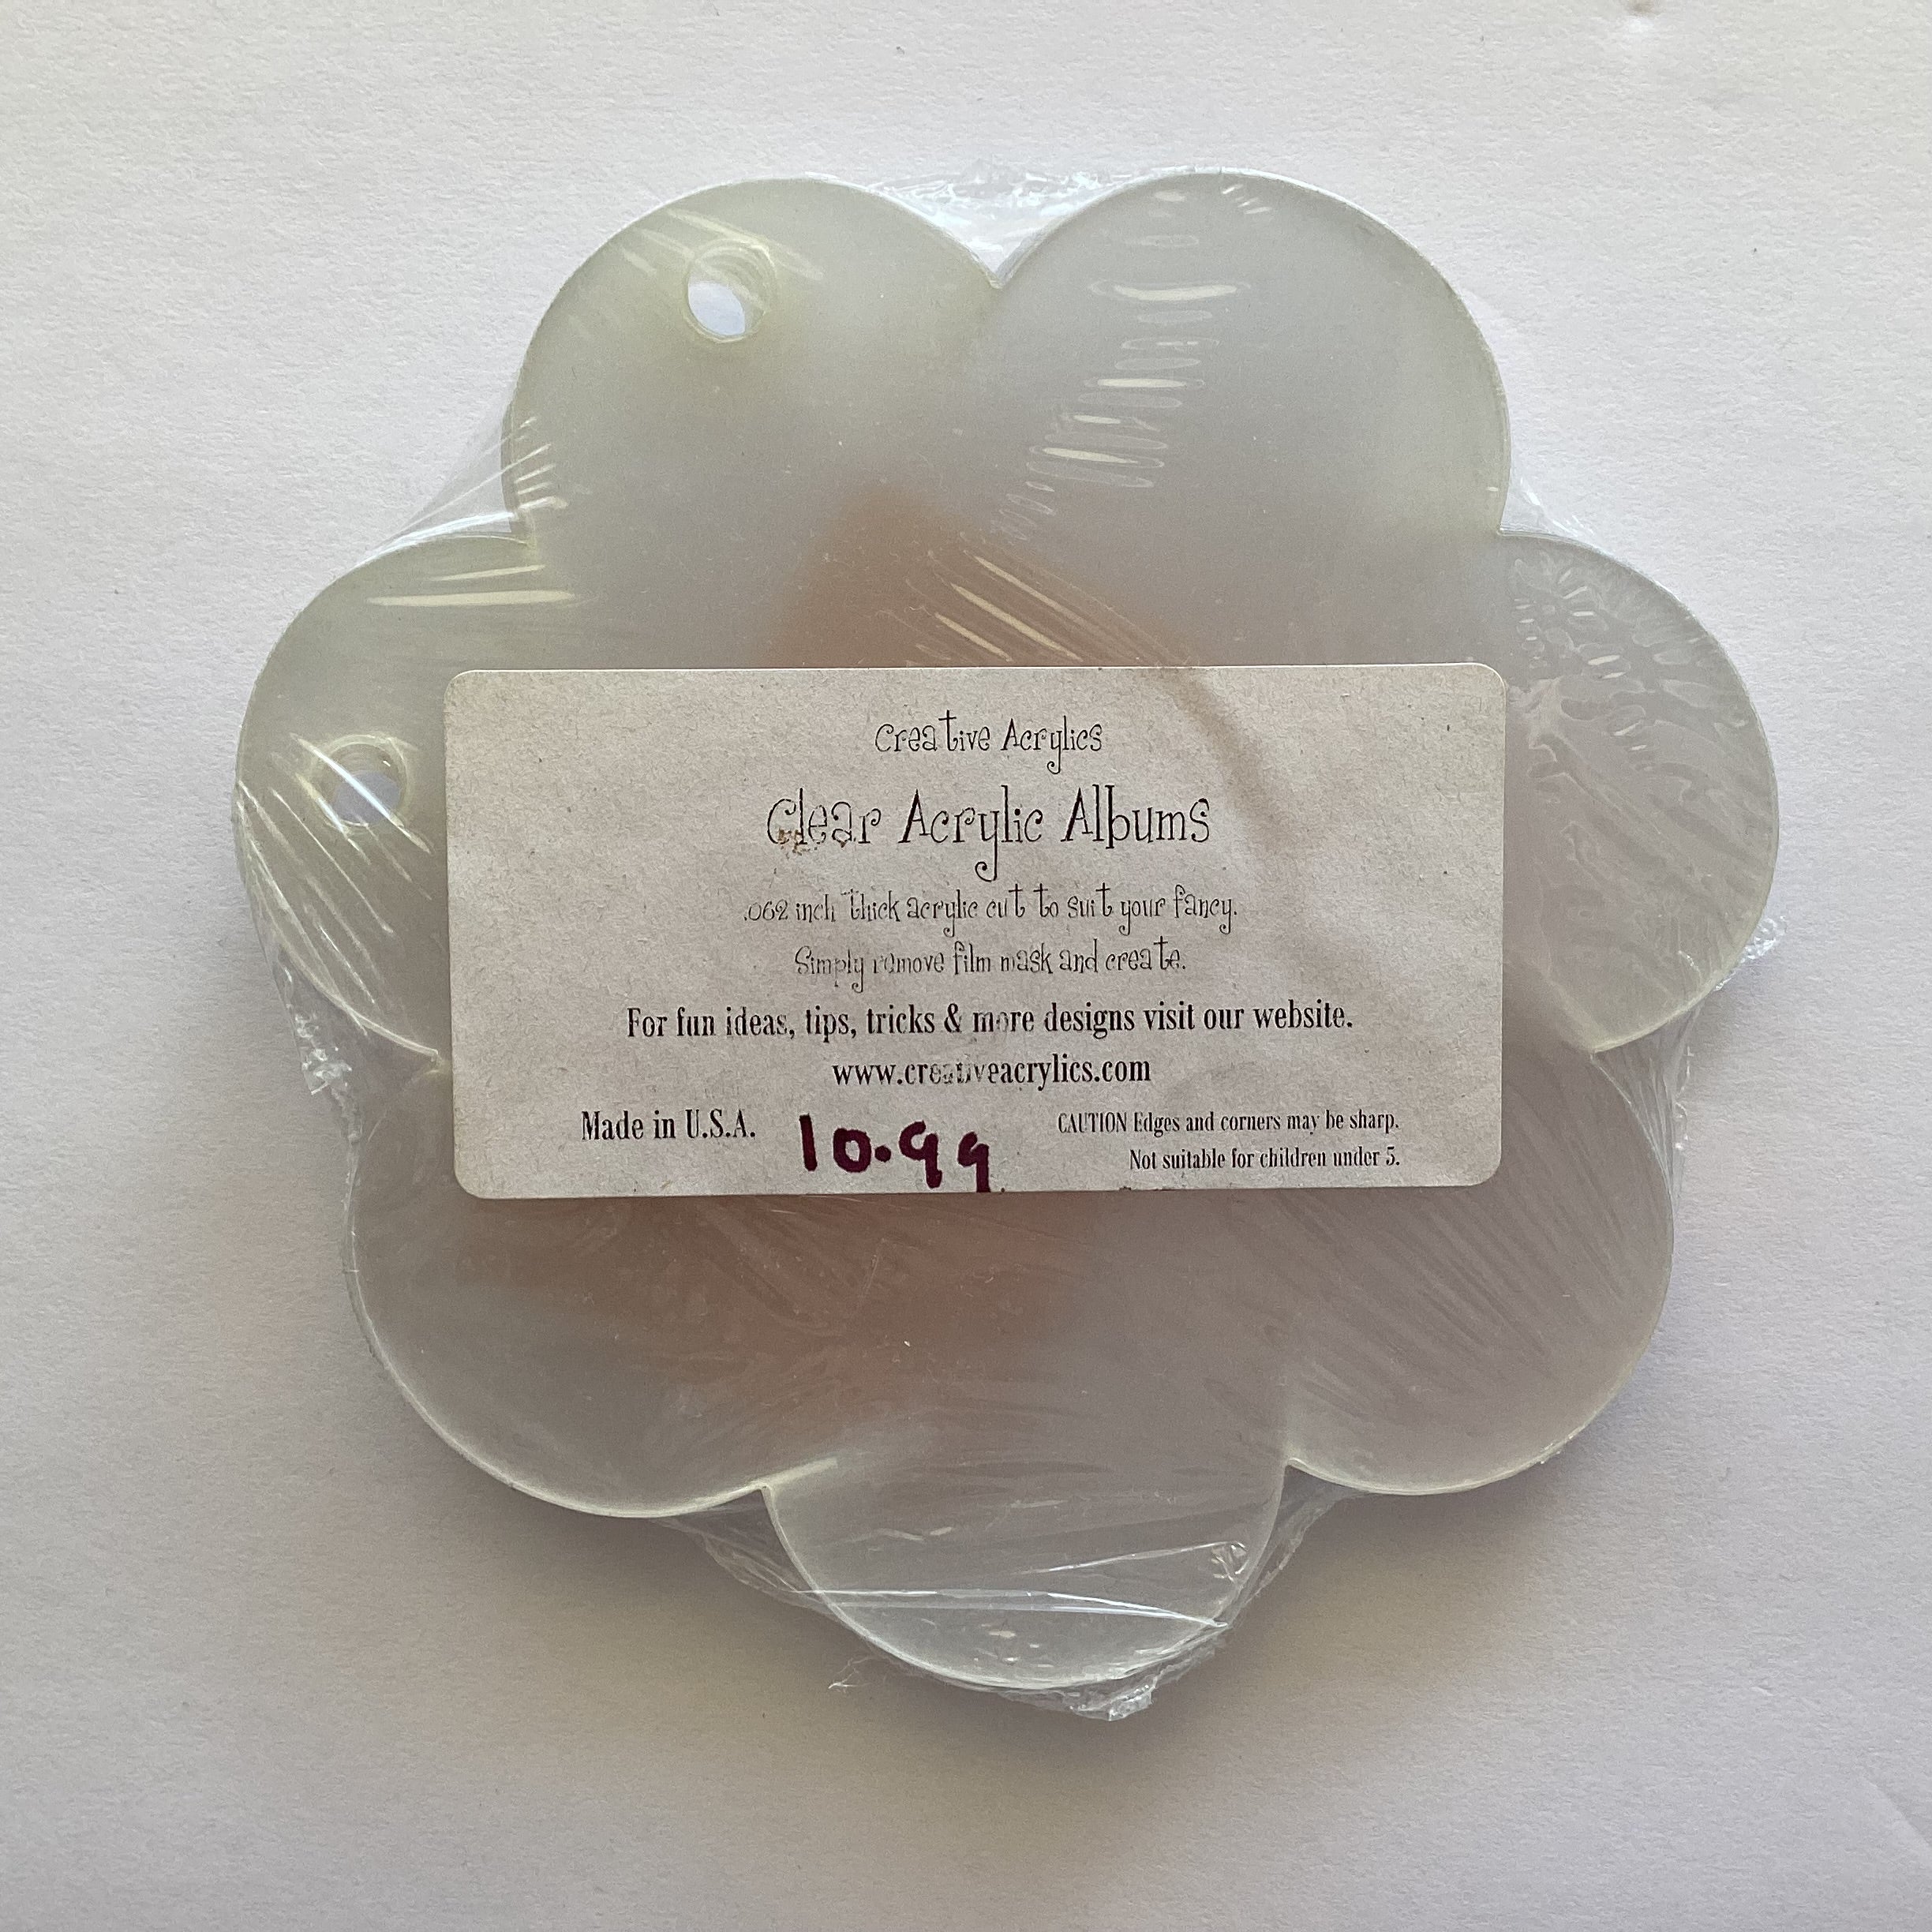 Creative Acrylics
Clear Acrylic Albums
.062 inch thick acrylic cut to suit your fancy.
Simply remove film mask and create.
For fun ideas, tips, tricks & more designs visit our website.
www.creativeacrylics.com
Made in U.S.A. 10.99 CAUTION Edges and corners may be sharp.
Not suitable for children under 5.